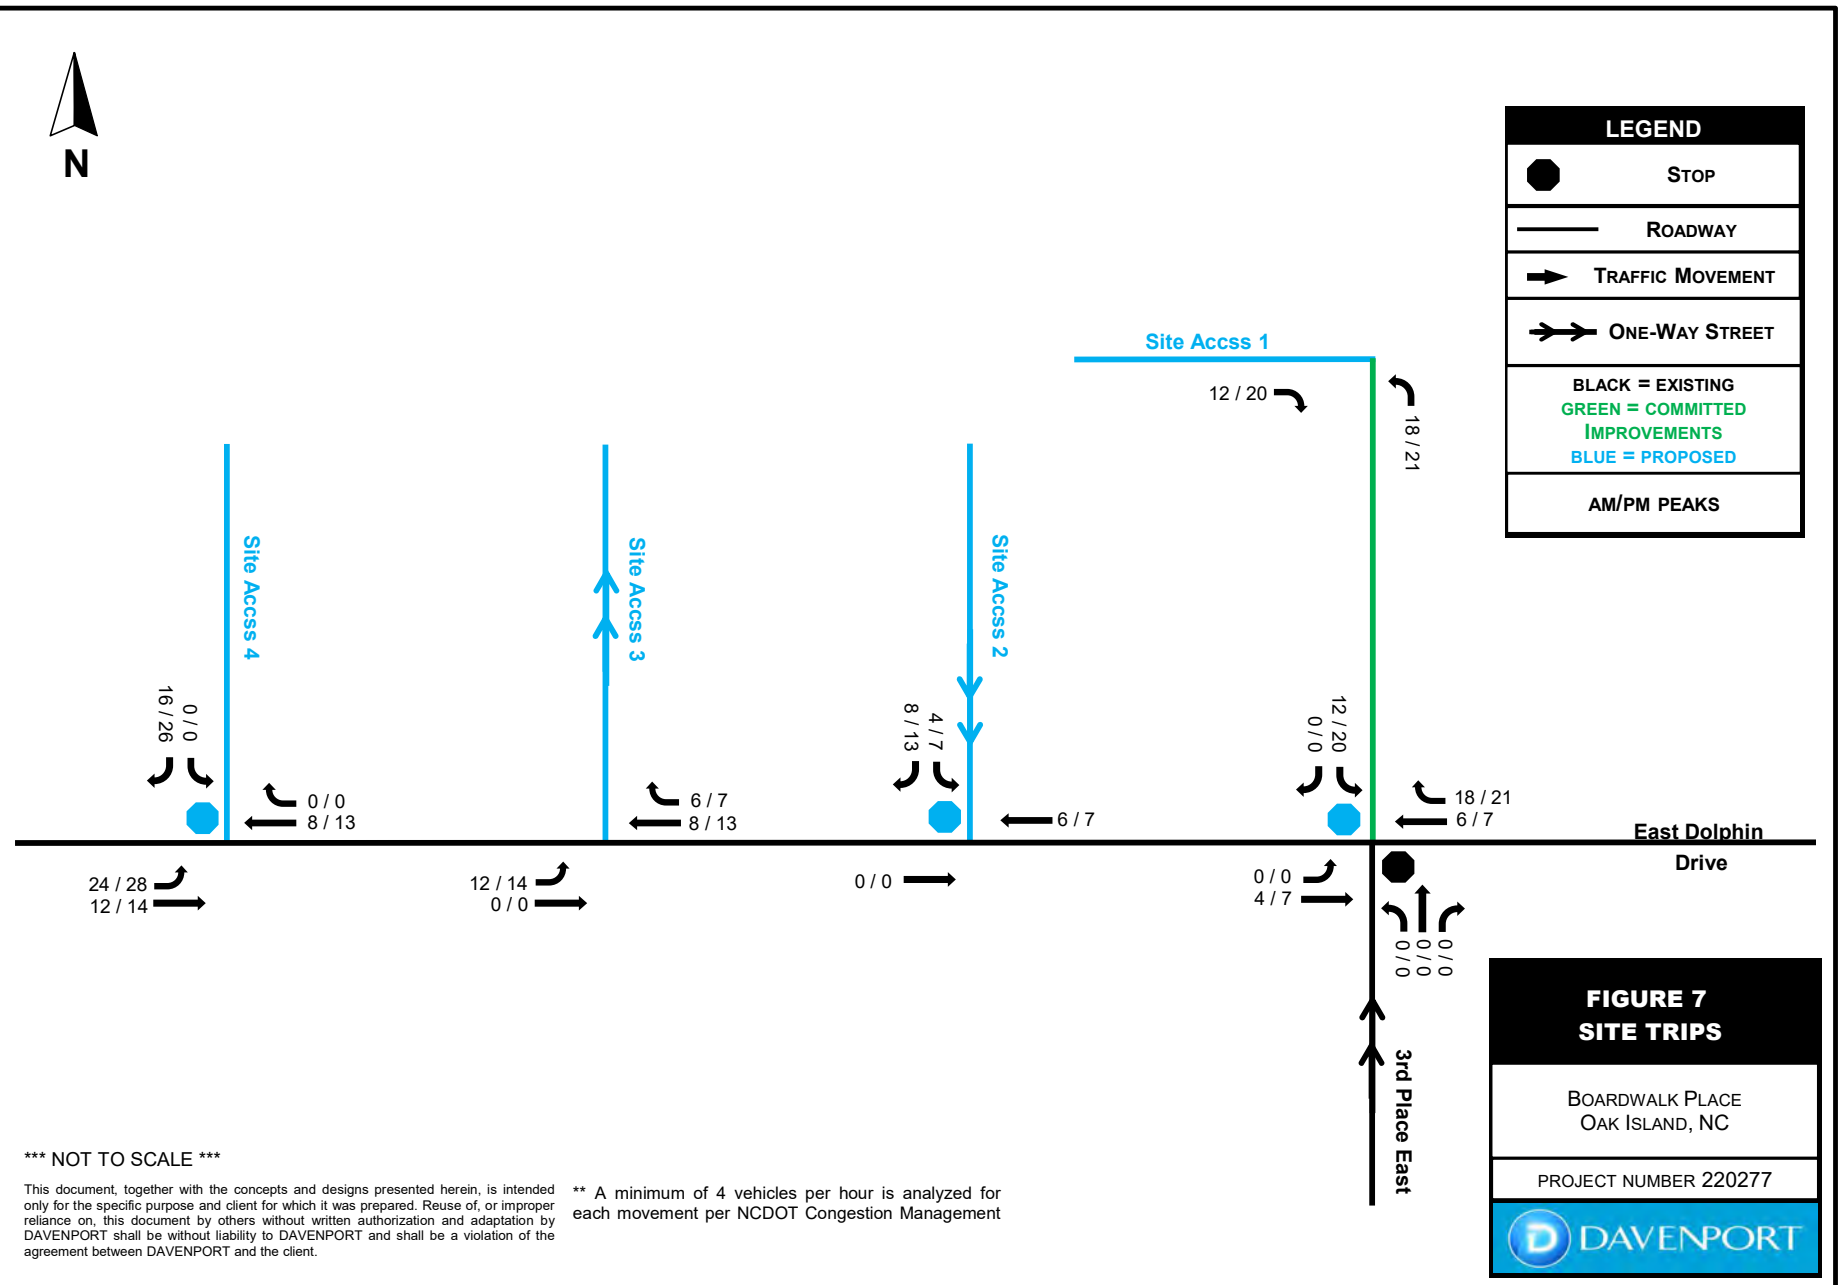 N
LEGEND
STOP
ROADWAY
TRAFFIC MOVEMENT
ONE-WAY STREET
BLACK = EXISTING
GREEN = COMMITTED
IMPROVEMENTS
BLUE = PROPOSED
AM/PM PEAKS
Site Accss 1
12 / 20
18 / 21
Site Accss 4
Site Accss 3
Site Accss 2
16 / 26
0 / 0
0 / 0
8 / 13
6 / 7
8 / 13
8 / 13
4 / 7
6 / 7
0 / 0
12 / 20
18 / 21
6 / 7
East Dolphin
Drive
24 / 28
12 / 14
12 / 14
0 / 0
0 / 0
0 / 0
4 / 7
0 / 0
0 / 0
0 / 0
3rd Place East
FIGURE 7
SITE TRIPS
BOARDWALK PLACE
OAK ISLAND, NC
PROJECT NUMBER 220277
D DAVENPORT
*** NOT TO SCALE ***
This document, together with the concepts and designs presented herein, is intended
only for the specific purpose and client for which it was prepared. Reuse of, or improper
reliance on, this document by others without written authorization and adaptation by
DAVENPORT shall be without liability to DAVENPORT and shall be a violation of the
agreement between DAVENPORT and the client.
** A minimum of 4 vehicles per hour is analyzed for
each movement per NCDOT Congestion Management